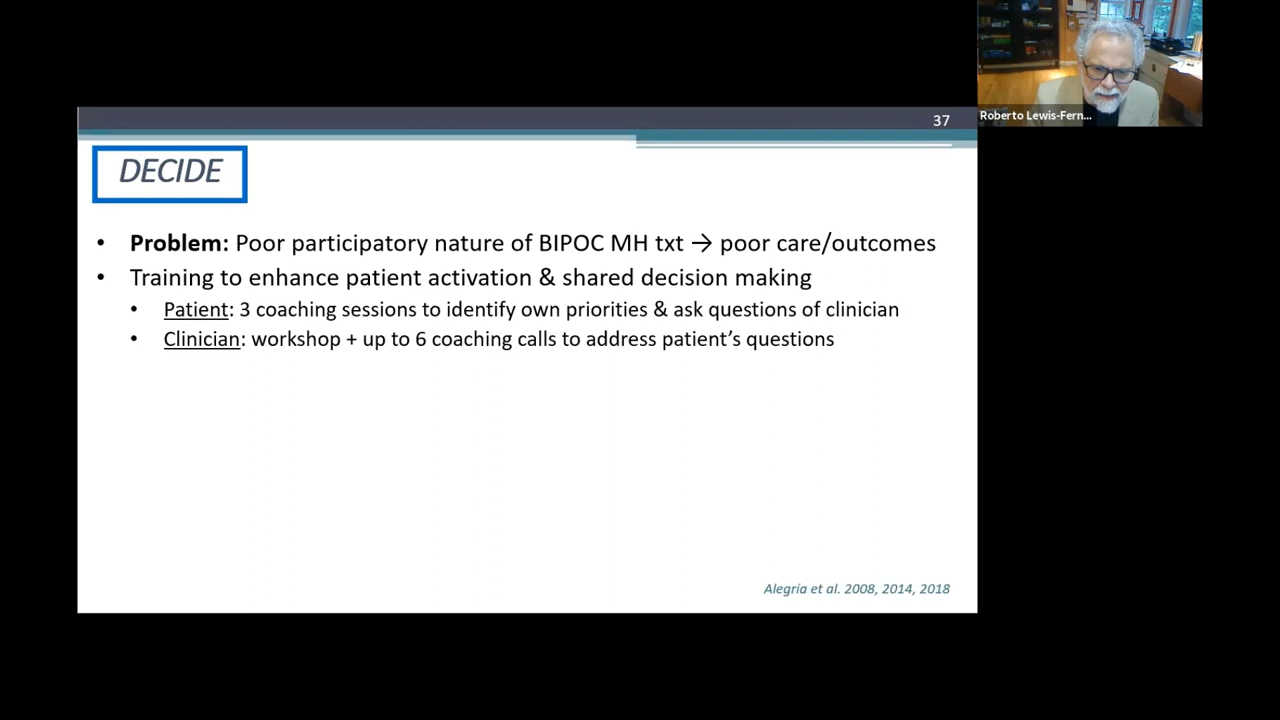 37
Roberto Lewis-Fern...
DECIDE
• Problem: Poor participatory nature of BIPOC MH txt → poor care/outcomes
• Training to enhance patient activation & shared decision making
• Patient: 3 coaching sessions to identify own priorities & ask questions of clinician
• Clinician: workshop + up to 6 coaching calls to address patient’s questions
Alegría et al. 2008, 2014, 2018